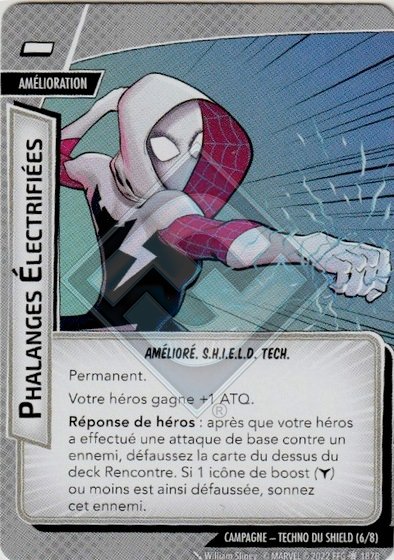 AMÉLIORATION
PHALANGES ÉLECTRIFIÉES
AMÉLIORÉ. S.H.I.E.L.D. TECH.
Permanent.
Votre héros gagne +1 ATQ.
Réponse de héros : après que votre héros
a effectué une attaque de base contre un
ennemi, défaussez la carte du dessus du
deck Rencontre. Si 1 icône de boost ( )
ou moins est ainsi défaussée, sonnez
cet ennemi.
®
CAMPAGNE – TECHNO DU SHIELD (6/8)
William Sliney © MARVEL © 2022 FFG 187B